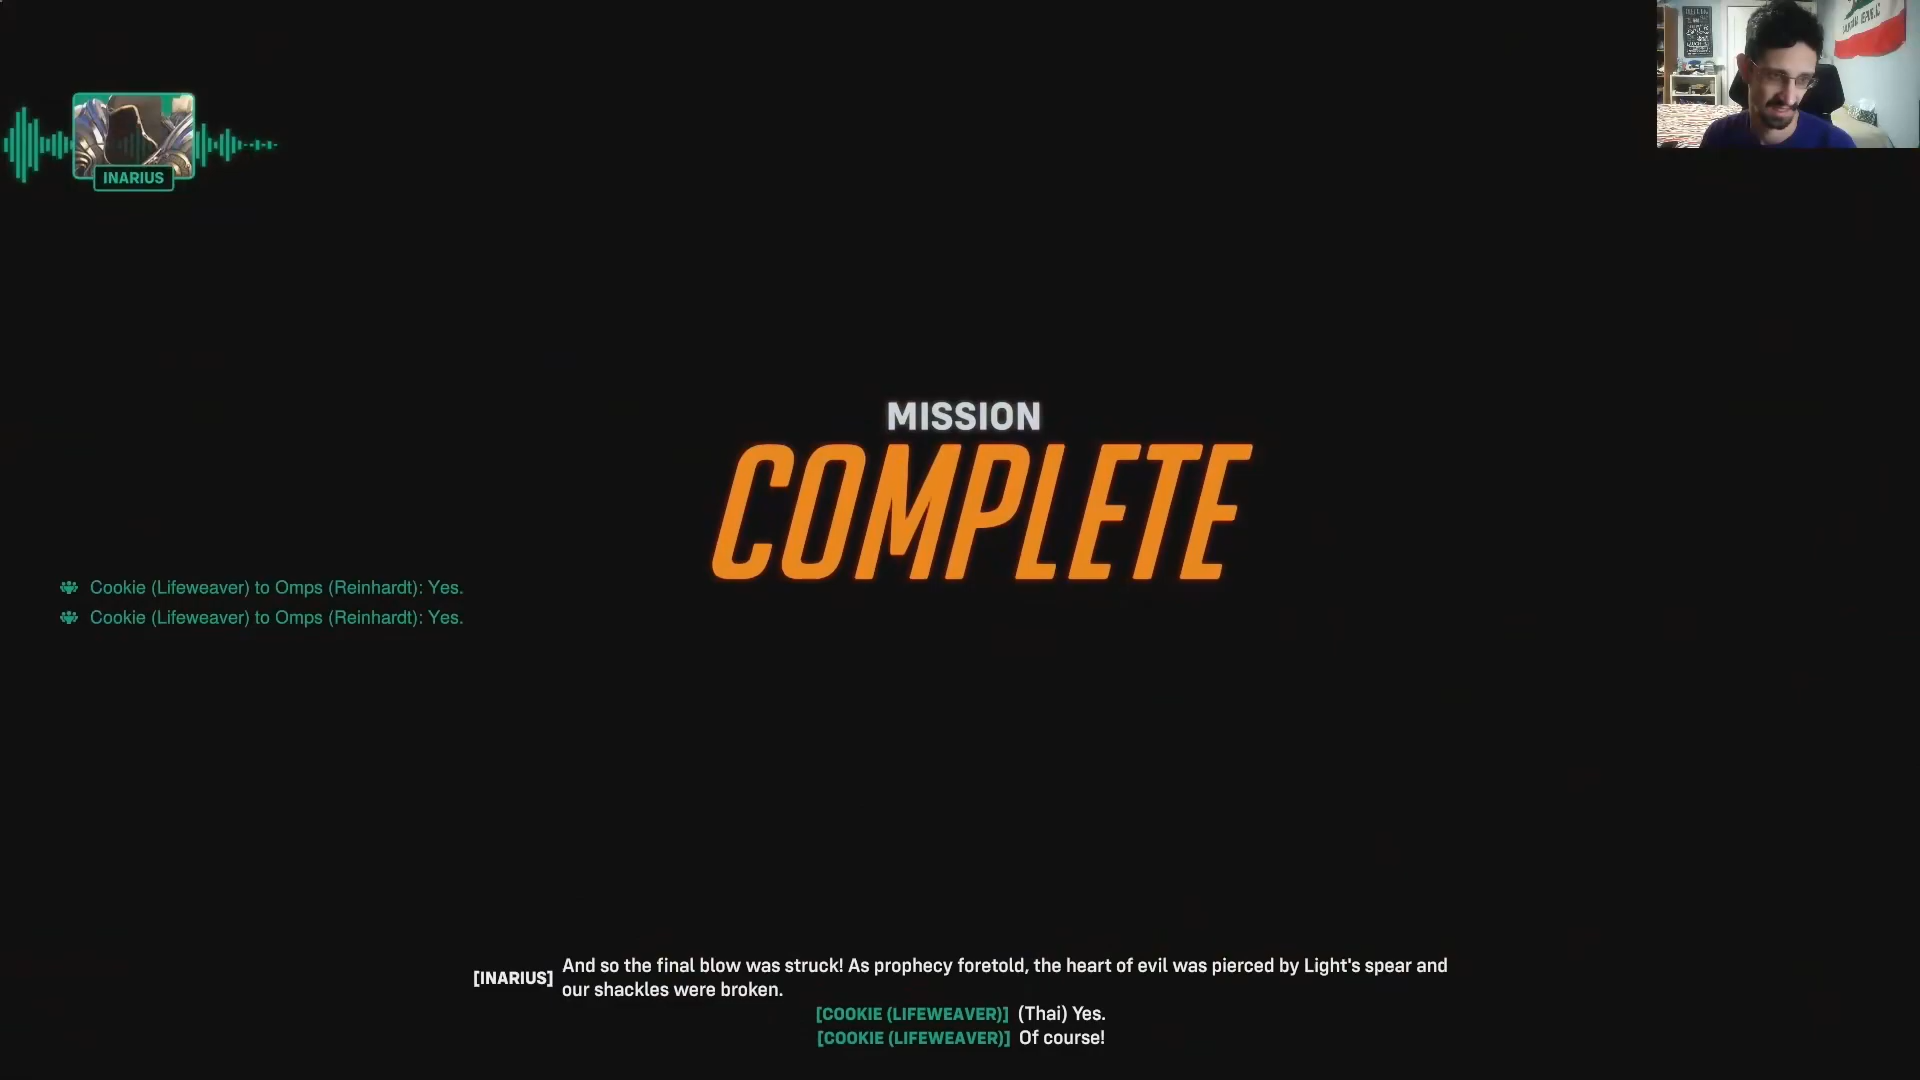 INARIUS
MISSION
COMPLETE
Cookie (Lifeweaver) to Omps (Reinhardt): Yes.
Cookie (Lifeweaver) to Omps (Reinhardt): Yes.
[INARIUS] And so the final blow was struck! As prophecy foretold, the heart of evil was pierced by Light's spear and
our shackles were broken.
[COOKIE (LIFEWEAVER)] (Thai) Yes.
[COOKIE (LIFEWEAVER)] Of course!